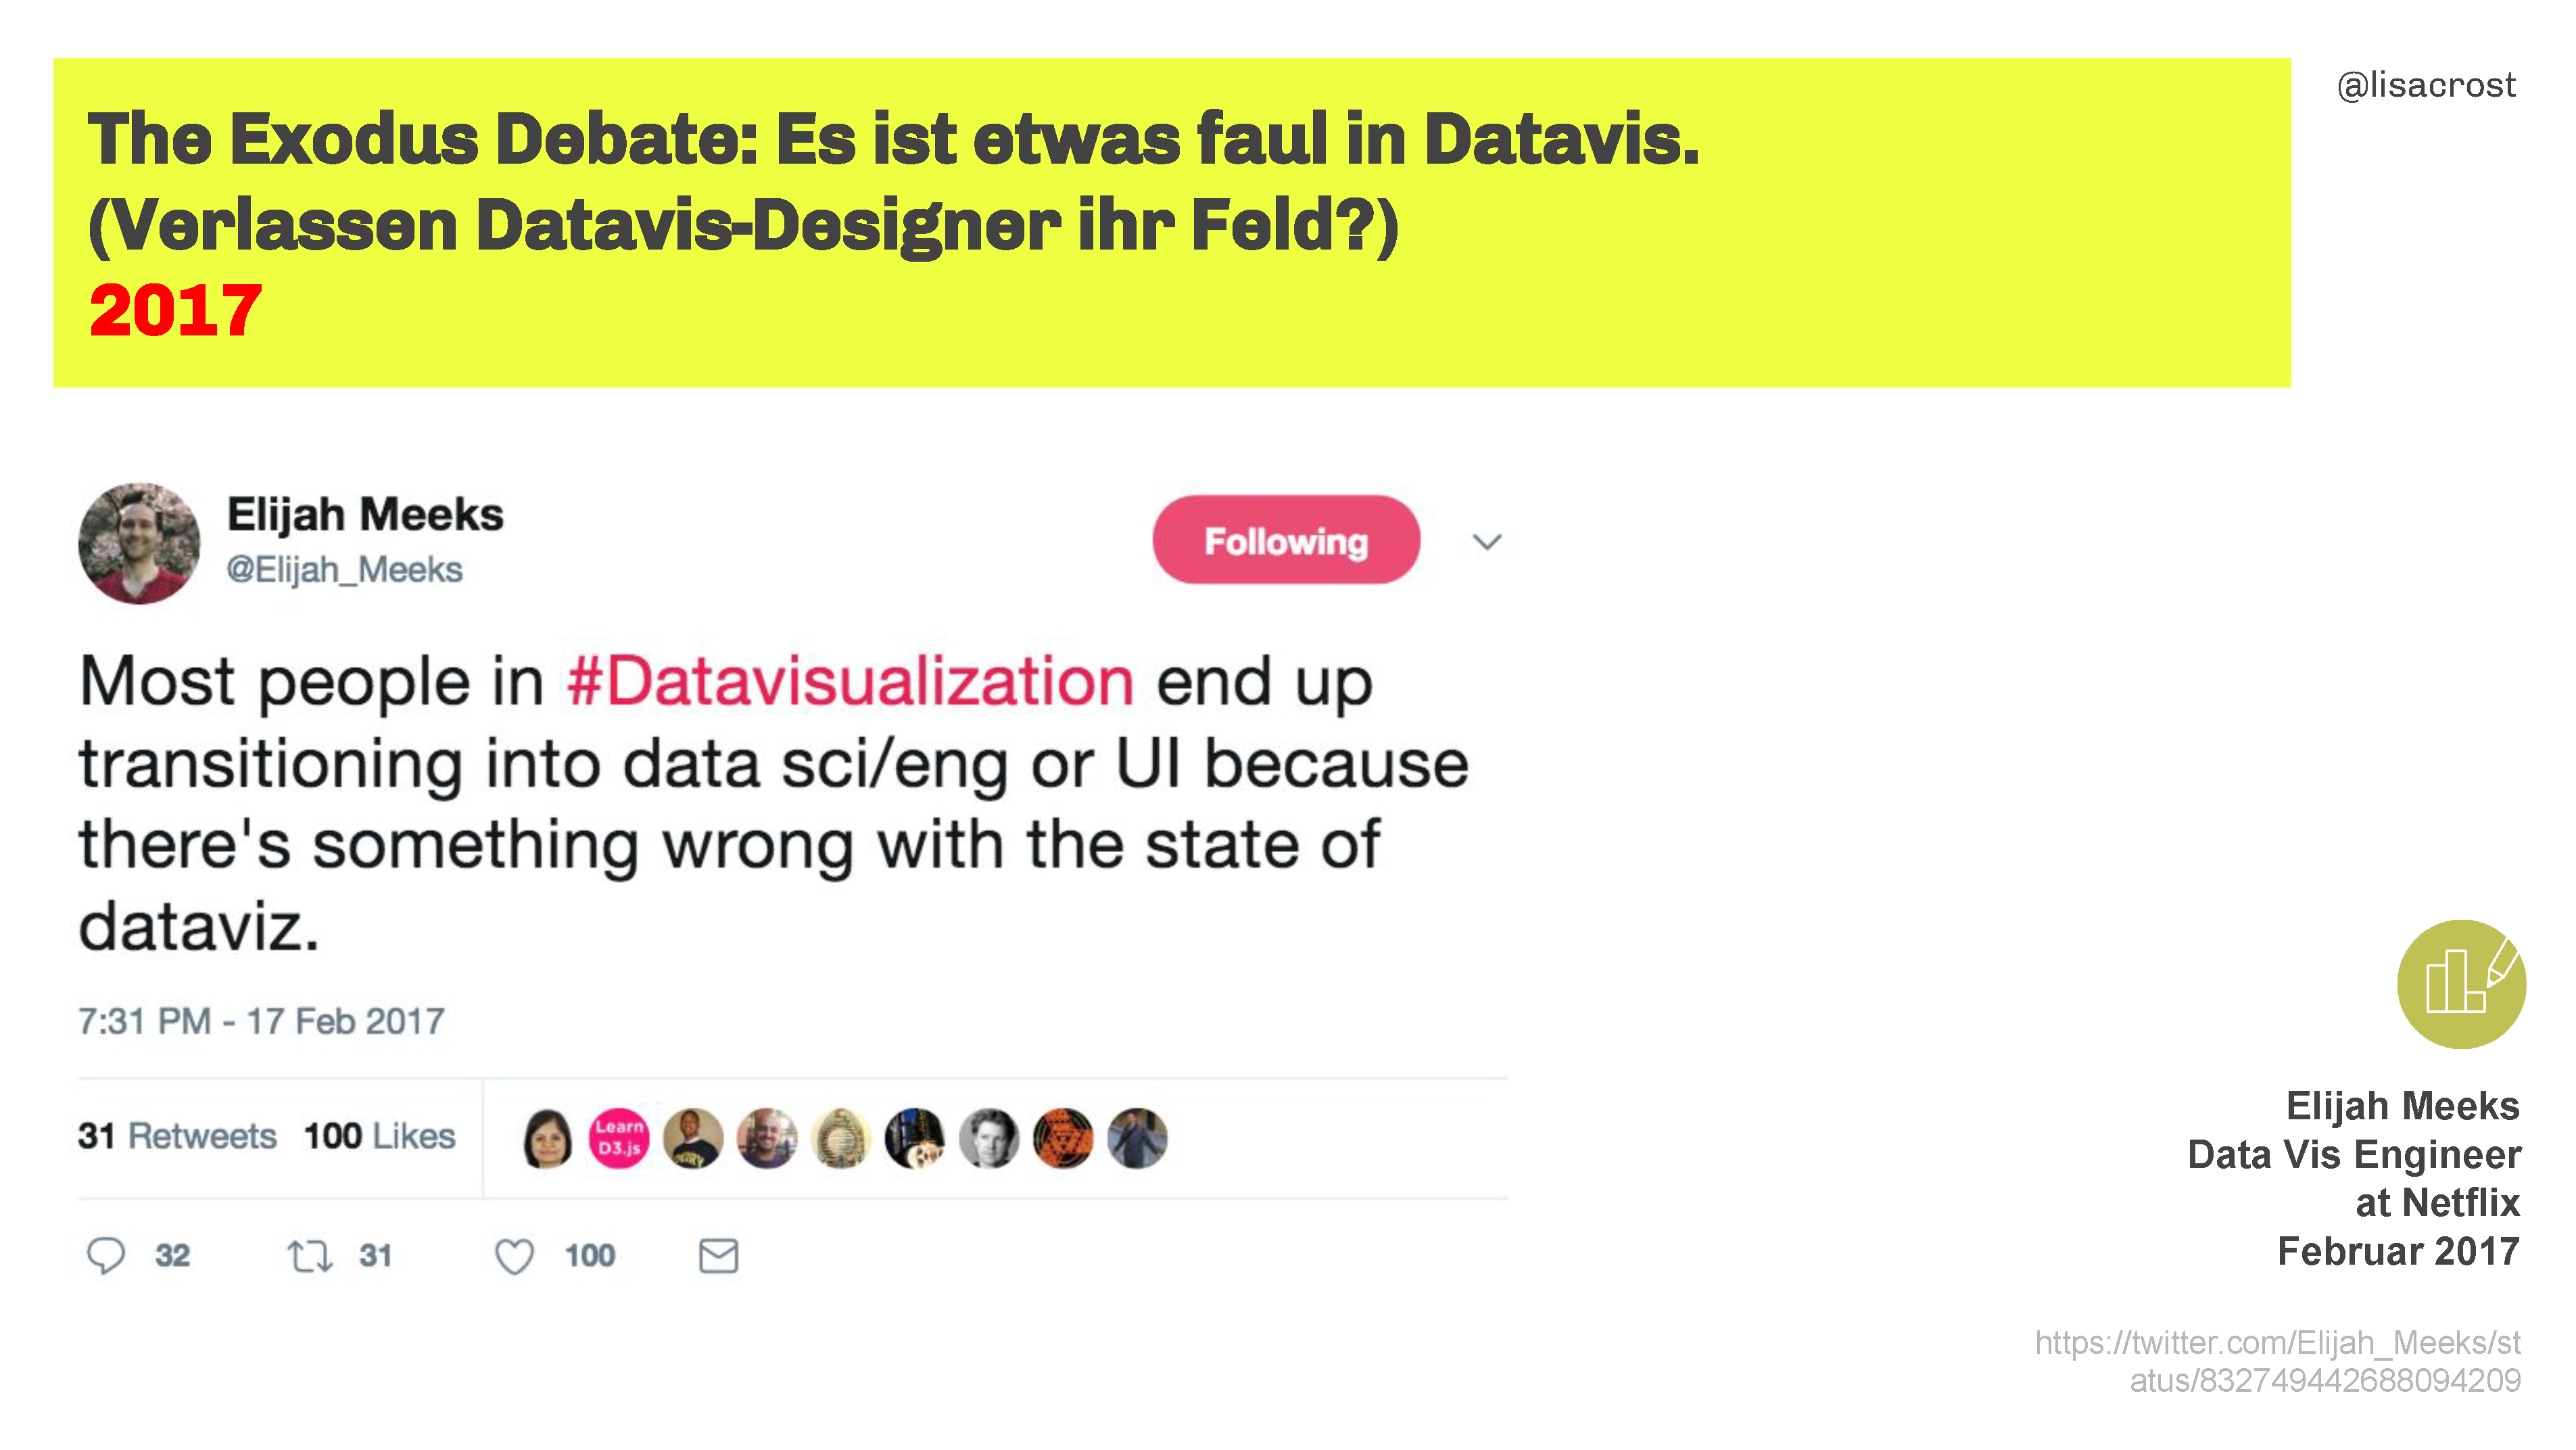 The Exodus Debate: Es ist etwas faul in Datavis.
(Verlassen Datavis-Designer ihr Feld?)
2017
@lisacrost
Elijah Meeks
@Elijah_Meeks
Following
Most people in #Datavisualization end up
transitioning into data sci/eng or UI because
there's something wrong with the state of
dataviz.
7:31 PM - 17 Feb 2017
31 Retweets 100 Likes
Learn
D3.js
32 31 100
Elijah Meeks
Data Vis Engineer
at Netflix
Februar 2017
https://twitter.com/Elijah_Meeks/st
atus/832749442688094209